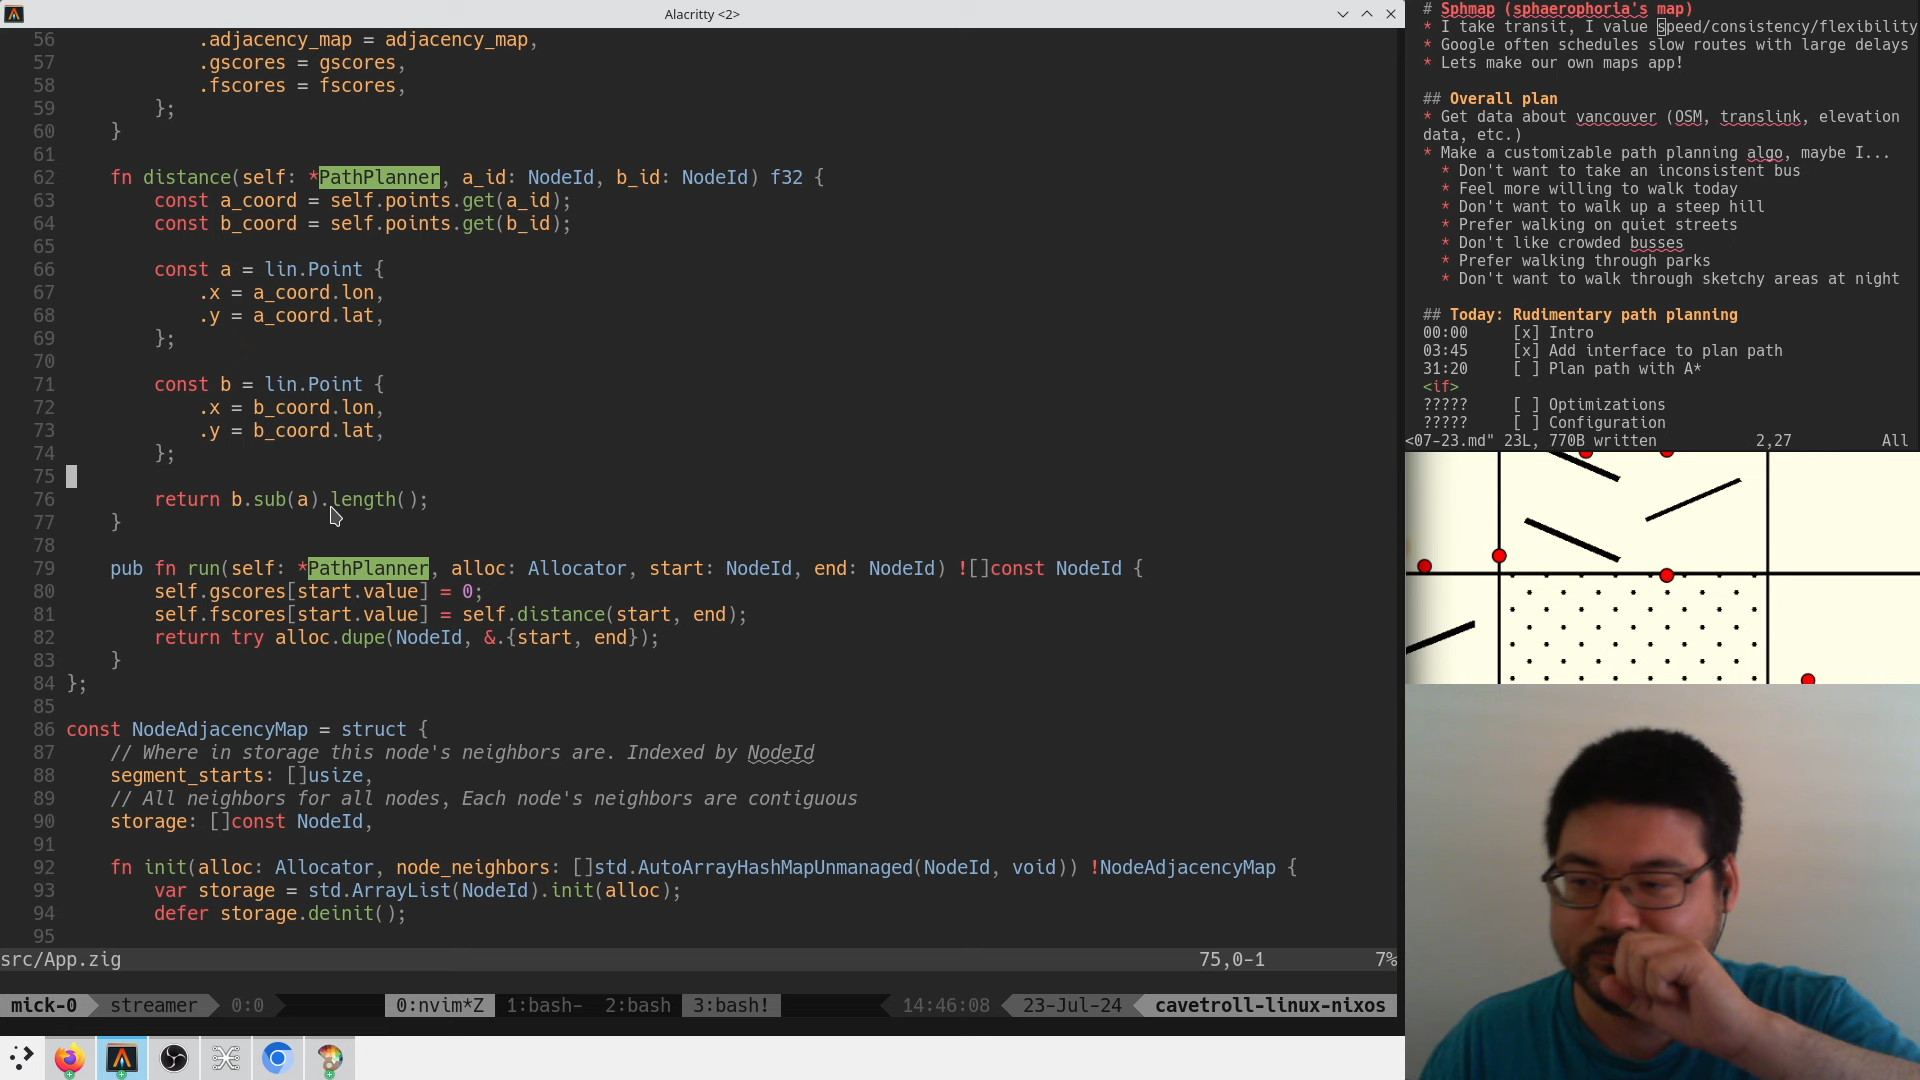 Alacritty <2>
56 .adjacency_map = adjacency_map,
57 .gscores = gscores,
58 .fscores = fscores,
59 };
60 }
61
62 fn distance(self: *PathPlanner, a_id: NodeId, b_id: NodeId) f32 {
63 const a_coord = self.points.get(a_id);
64 const b_coord = self.points.get(b_id);
65
66 const a = lin.Point {
67 .x = a_coord.lon,
68 .y = a_coord.lat,
69 };
70
71 const b = lin.Point {
72 .x = b_coord.lon,
73 .y = b_coord.lat,
74 };
75
76 return b.sub(a).length();
77 }
78
79 pub fn run(self: *PathPlanner, alloc: Allocator, start: NodeId, end: NodeId) ![]const NodeId {
80 self.gscores[start.value] = 0;
81 self.fscores[start.value] = self.distance(start, end);
82 return try alloc.dupe(NodeId, &.{start, end});
83 }
84 };
85
86 const NodeAdjacencyMap = struct {
87 // Where in storage this node's neighbors are. Indexed by NodeId
88 segment_starts: []usize,
89 // All neighbors for all nodes, Each node's neighbors are contiguous
90 storage: []const NodeId,
91
92 fn init(alloc: Allocator, node_neighbors: []std.AutoArrayHashMapUnmanaged(NodeId, void)) !NodeAdjacencyMap {
93 var storage = std.ArrayList(NodeId).init(alloc);
94 defer storage.deinit();
95
src/App.zig 75,0-1 7%
mick-0 streamer 0:0 0:nvim*Z 1:bash- 2:bash 3:bash! 14:46:08 23-Jul-24 cavetroll-linux-nixos
# Sphmap (sphaerophoria's map)
* I take transit, I value speed/consistency/flexibility
* Google often schedules slow routes with large delays
* Lets make our own maps app!
## Overall plan
* Get data about vancouver (OSM, translink, elevation
data, etc.)
* Make a customizable path planning algo, maybe I...
* Don't want to take an inconsistent bus
* Feel more willing to walk today
* Don't want to walk up a steep hill
* Prefer walking on quiet streets
* Don't like crowded busses
* Prefer walking through parks
* Don't want to walk through sketchy areas at night
## Today: Rudimentary path planning
00:00 [x] Intro
03:45 [x] Add interface to plan path
31:20 [ ] Plan path with A*
<if>
????? [ ] Optimizations
????? [ ] Configuration
<07-23.md" 23L, 770B written 2,27 All